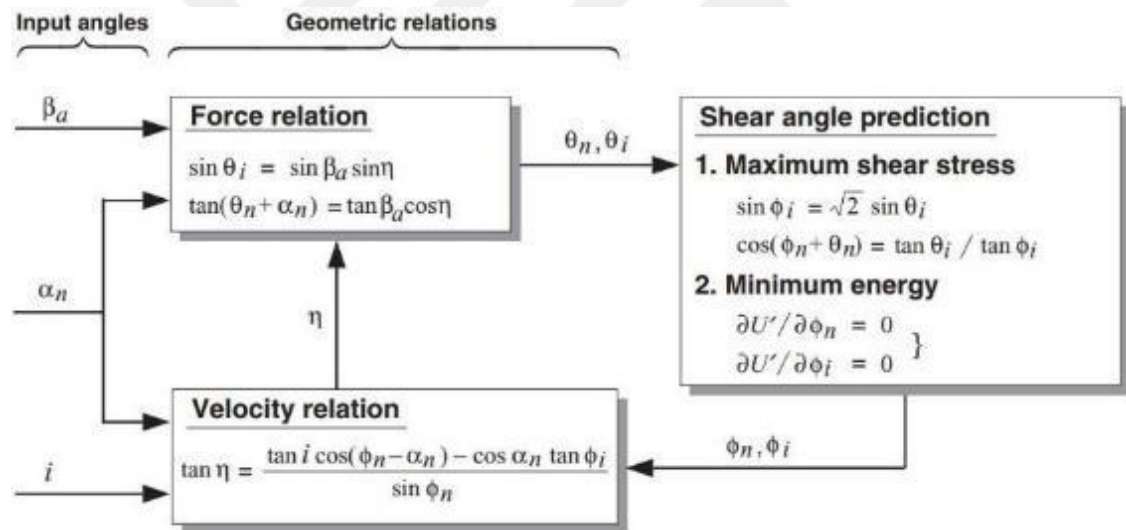 Input angles
Geometric relations
βa
αn
i
Force relation
sin θi = sin βa sinη
tan(θn + αn) = tanβa cosη
η
Velocity relation
tan η = tan i cos(ϕn − αn) − cos αn tan ϕi / sin ϕn
θn, θi
Shear angle prediction
1. Maximum shear stress
sin ϕi = √2 sin θi
cos(ϕn + θn) = tan θi / tan ϕi
2. Minimum energy
∂U′/∂ϕn = 0
∂U′/∂ϕi = 0 }
ϕn, ϕi